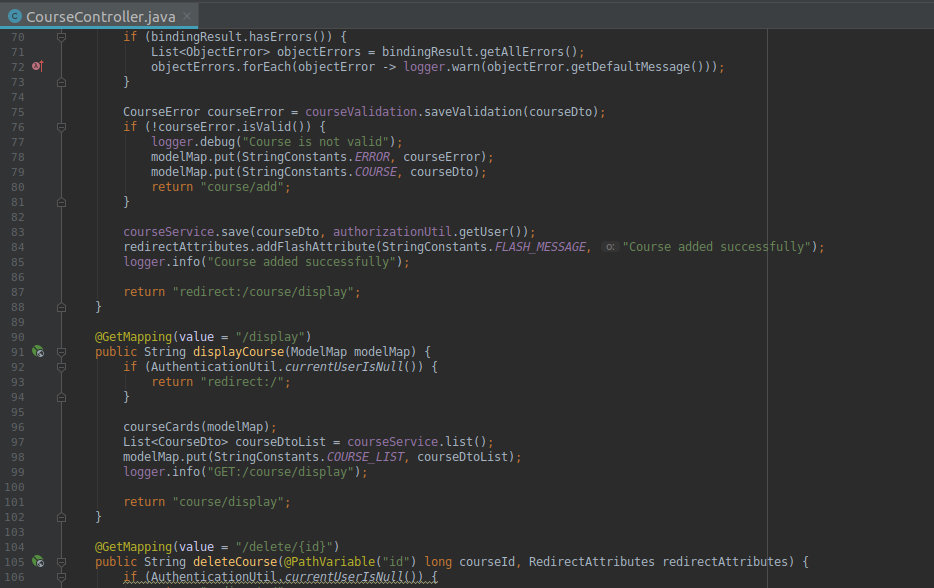 CourseController.java
70 if (bindingResult.hasErrors()) {
71 List<ObjectError> objectErrors = bindingResult.getAllErrors();
72 objectErrors.forEach(objectError -> logger.warn(objectError.getDefaultMessage()));
73 }
74
75 CourseError courseError = courseValidation.saveValidation(courseDto);
76 if (!courseError.isValid()) {
77 logger.debug("Course is not valid");
78 modelMap.put(StringConstants.ERROR, courseError);
79 modelMap.put(StringConstants.COURSE, courseDto);
80 return "course/add";
81 }
82
83 courseService.save(courseDto, authorizationUtil.getUser());
84 redirectAttributes.addFlashAttribute(StringConstants.FLASH_MESSAGE, o: "Course added successfully");
85 logger.info("Course added successfully");
86
87 return "redirect:/course/display";
88 }
89
90 @GetMapping(value = "/display")
91 public String displayCourse(ModelMap modelMap) {
92 if (AuthenticationUtil.currentUserIsNull()) {
93 return "redirect:/";
94 }
95
96 courseCards(modelMap);
97 List<CourseDto> courseDtoList = courseService.list();
98 modelMap.put(StringConstants.COURSE_LIST, courseDtoList);
99 logger.info("GET:/course/display");
100
101 return "course/display";
102 }
103
104 @GetMapping(value = "/delete/{id}")
105 public String deleteCourse(@PathVariable("id") long courseId, RedirectAttributes redirectAttributes) {
106 if (AuthenticationUtil.currentUserIsNull()) {